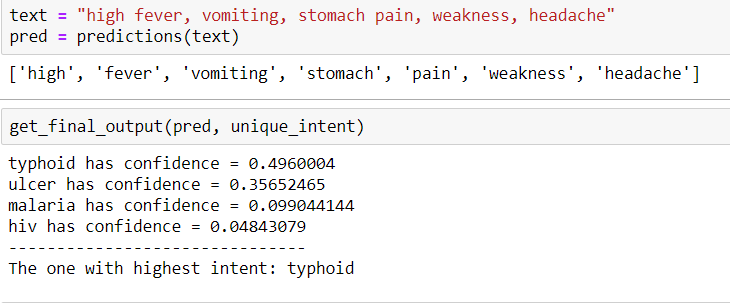 text = "high fever, vomiting, stomach pain, weakness, headache"
pred = predictions(text)
['high', 'fever', 'vomiting', 'stomach', 'pain', 'weakness', 'headache']
get_final_output(pred, unique_intent)
typhoid has confidence = 0.4960004
ulcer has confidence = 0.35652465
malaria has confidence = 0.099044144
hiv has confidence = 0.04843079
------------------------------
The one with highest intent: typhoid